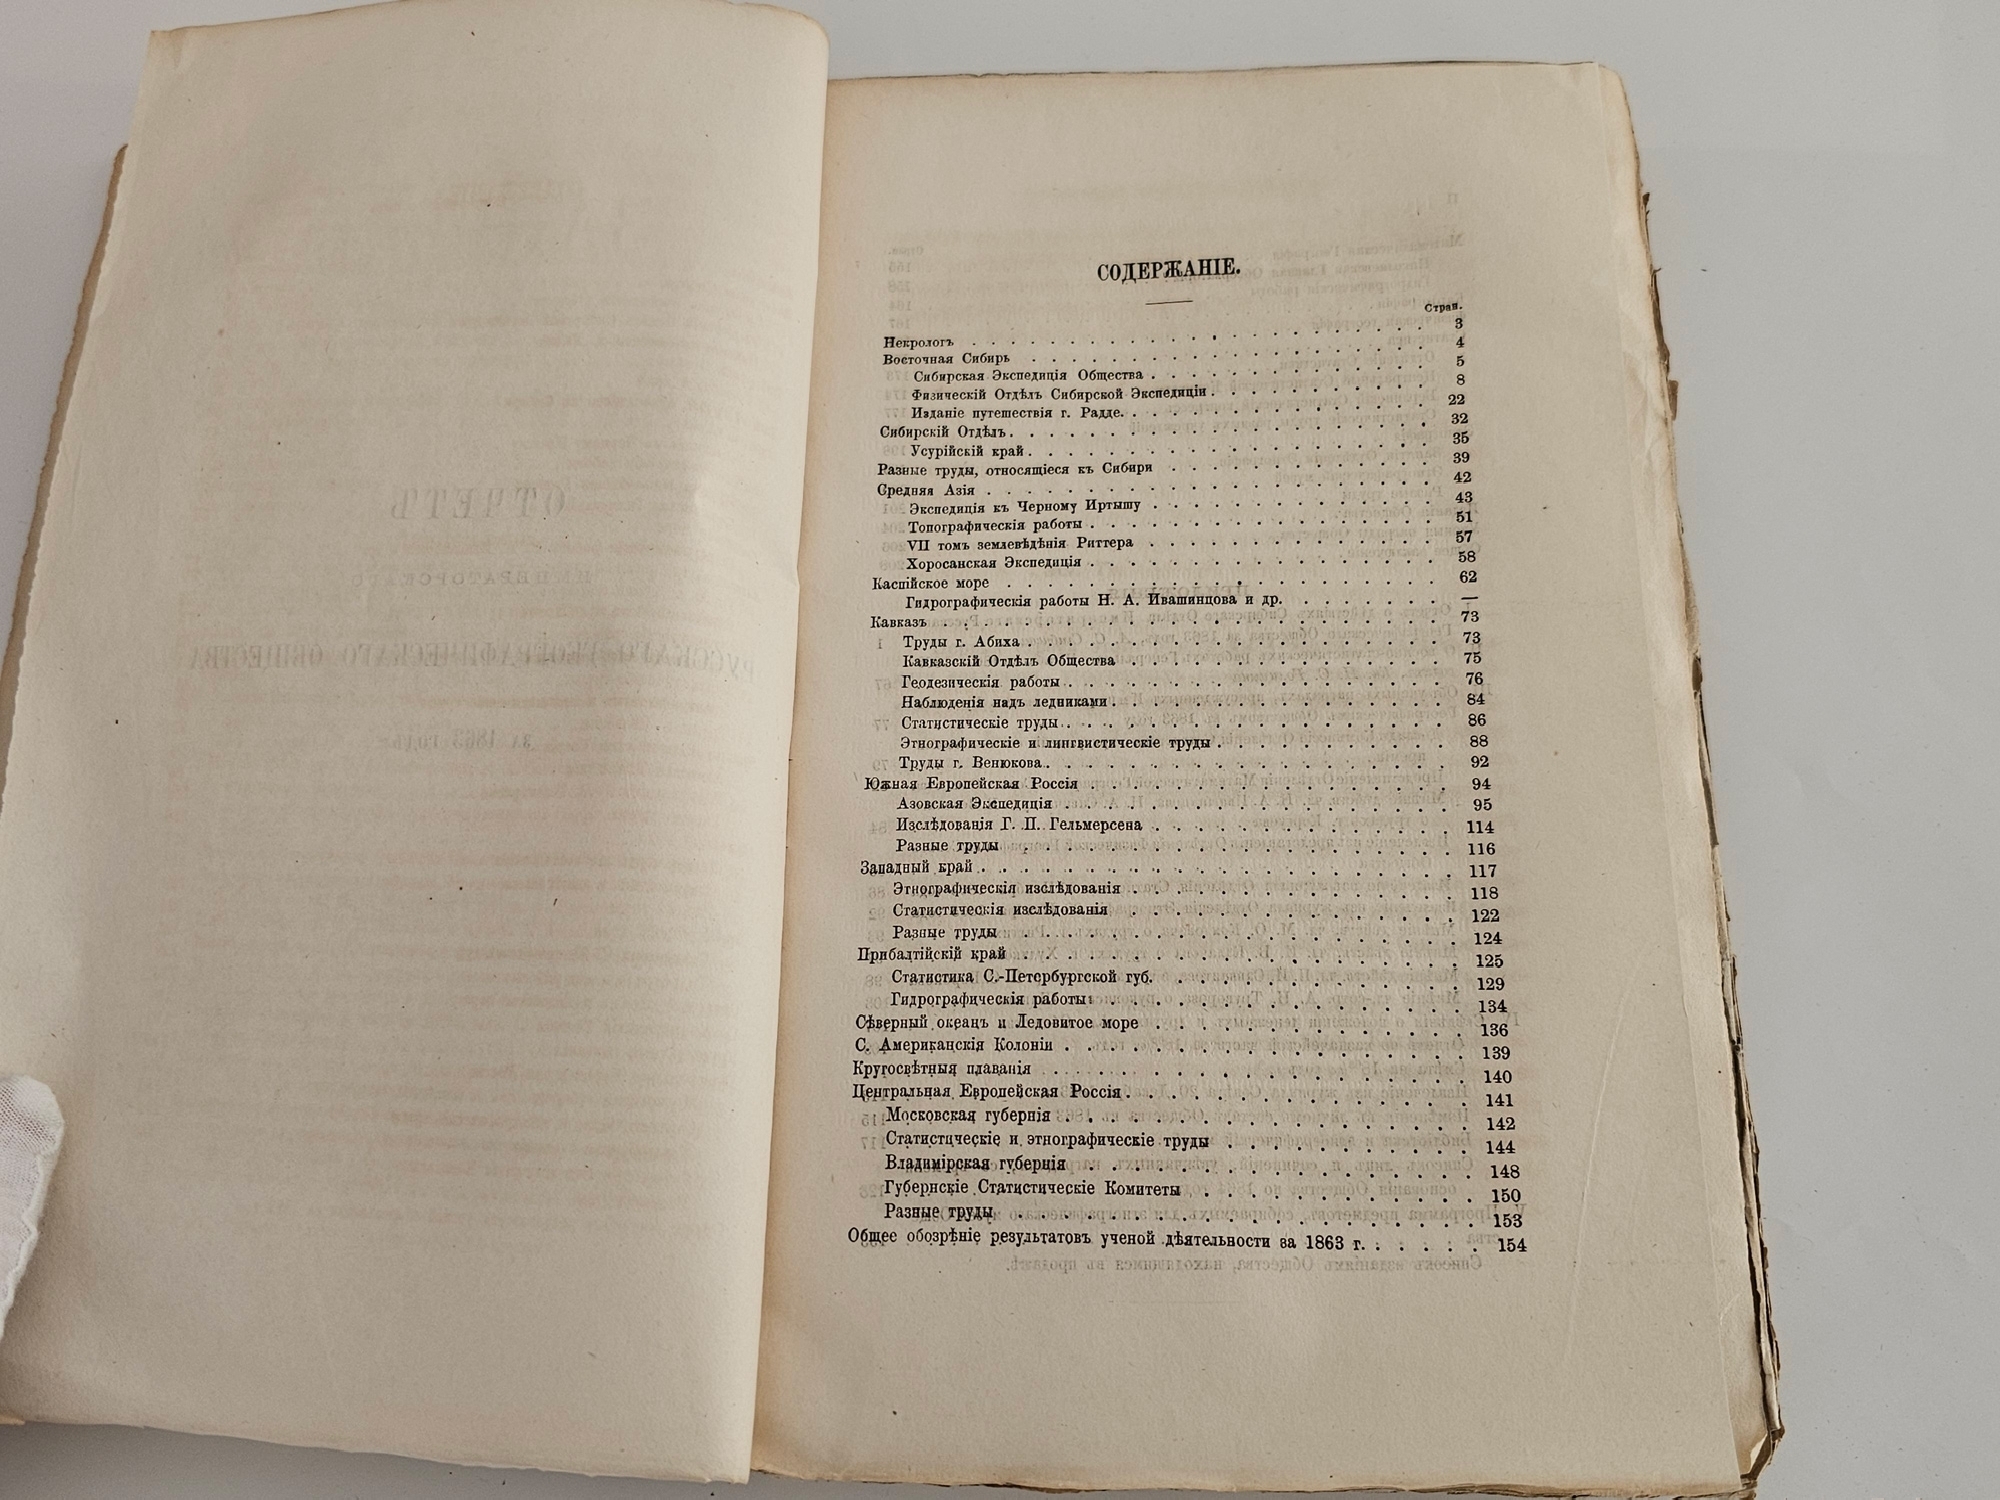 СОДЕРЖАНІЕ.
Стран.
Некрологъ . . . . . . . . . . 3
Восточная Сибирь . . . . . . . . . . 4
Сибирская Экспедиція Общества . . . . . . . . . . 5
Физическій Отдѣлъ Сибирской Экспедиціи . . . . . . . . . . 8
Изданіе путешествія г. Радде. . . . . . . . . . . 22
Сибирскій Отдѣлъ . . . . . . . . . . 32
Усурійскій край . . . . . . . . . . 35
Разные труды, относящіеся къ Сибири . . . . . . . . . . 39
Средняя Азія . . . . . . . . . . 42
Экспедиція къ Черному Иртышу . . . . . . . . . . 43
Топографическія работы . . . . . . . . . . 51
VII томъ землевѣдѣнія Риттера . . . . . . . . . . 57
Хоросанская Экспедиція . . . . . . . . . . 58
Каспійское море . . . . . . . . . . 62
Гидрографическія работы Н. А. Ивашинцова и др. . . . . . . . —
Кавказъ . . . . . . . . . . 73
Труды г. Абиха . . . . . . . . . . 73
Кавказскій Отдѣлъ Общества . . . . . . . . . . 75
Геодезическія работы . . . . . . . . . . 76
Наблюденія надъ ледниками . . . . . . . . . . 84
Статистическіе труды . . . . . . . . . . 86
Этнографическіе и лингвистическіе труды . . . . . . . . . . 88
Труды г. Венюкова . . . . . . . . . . 92
Южная Европейская Россія . . . . . . . . . . 94
Азовская Экспедиція . . . . . . . . . . 95
Изслѣдованія Г. П. Гельмерсена . . . . . . . . . . 114
Разные труды . . . . . . . . . . 116
Западный край . . . . . . . . . . 117
Этнографическія изслѣдованія . . . . . . . . . . 118
Статистическія изслѣдованія . . . . . . . . . . 122
Разные труды . . . . . . . . . . 124
Прибалтійскій край . . . . . . . . . . 125
Статистика С.-Петербургской губ. . . . . . . . . . . 129
Гидрографическія работы . . . . . . . . . . 134
Сѣверный океанъ и Ледовитое море . . . . . . . . . . 136
С. Американскія Колоніи . . . . . . . . . . 139
Кругосвѣтныя плаванія . . . . . . . . . . 140
Центральная Европейская Россія . . . . . . . . . . 141
Московская губернія . . . . . . . . . . 142
Статистическіе и этнографическіе труды . . . . . . . . . . 144
Владимірская губернія . . . . . . . . . . 148
Губернскіе Статистическіе Комитеты . . . . . . . . . . 150
Разные труды . . . . . . . . . . 153
Общее обозрѣніе результатовъ ученой дѣятельности за 1863 г. . . . . . 154